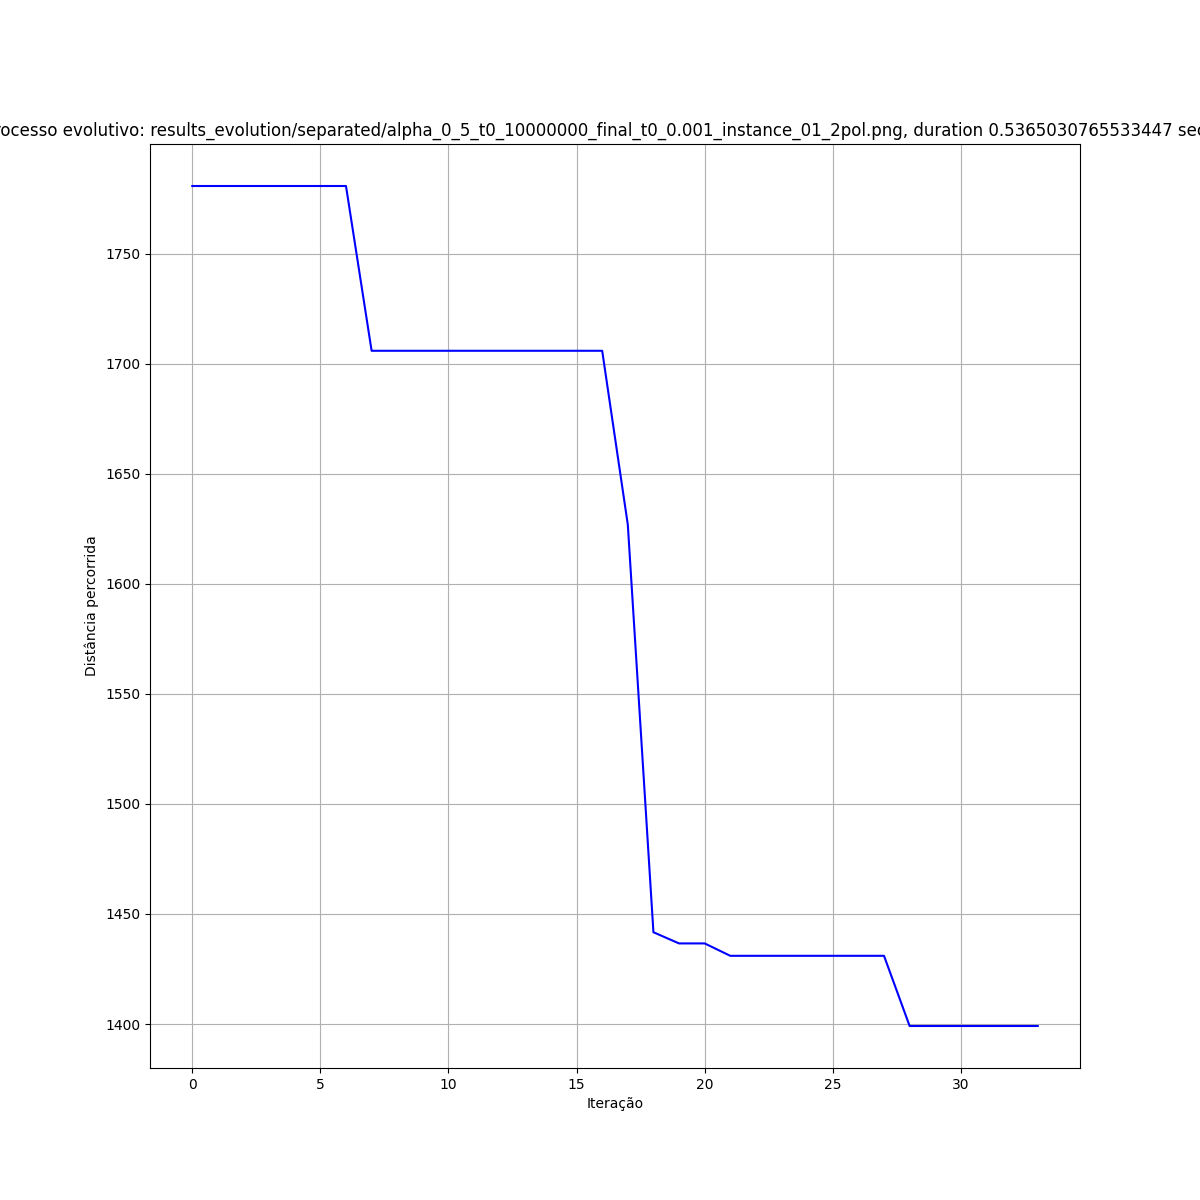 ocesso evolutivo: results_evolution/separated/alpha_0_5_t0_10000000_final_t0_0.001_instance_01_2pol.png, duration 0.5365030765533447 sec
1750
1700
1650
1600
1550
1500
1450
1400
Distância percorrida
0 5 10 15 20 25 30
Iteração